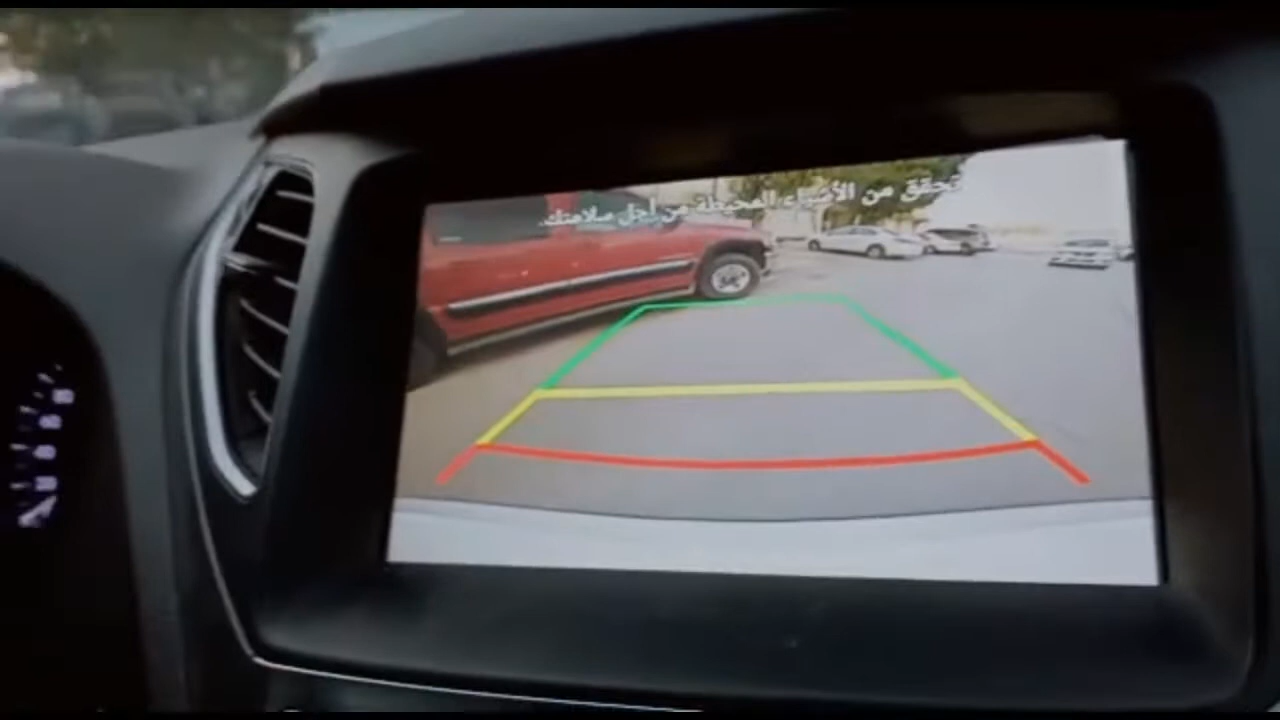 تحقق من الأشياء المحيطة من أجل سلامتك.